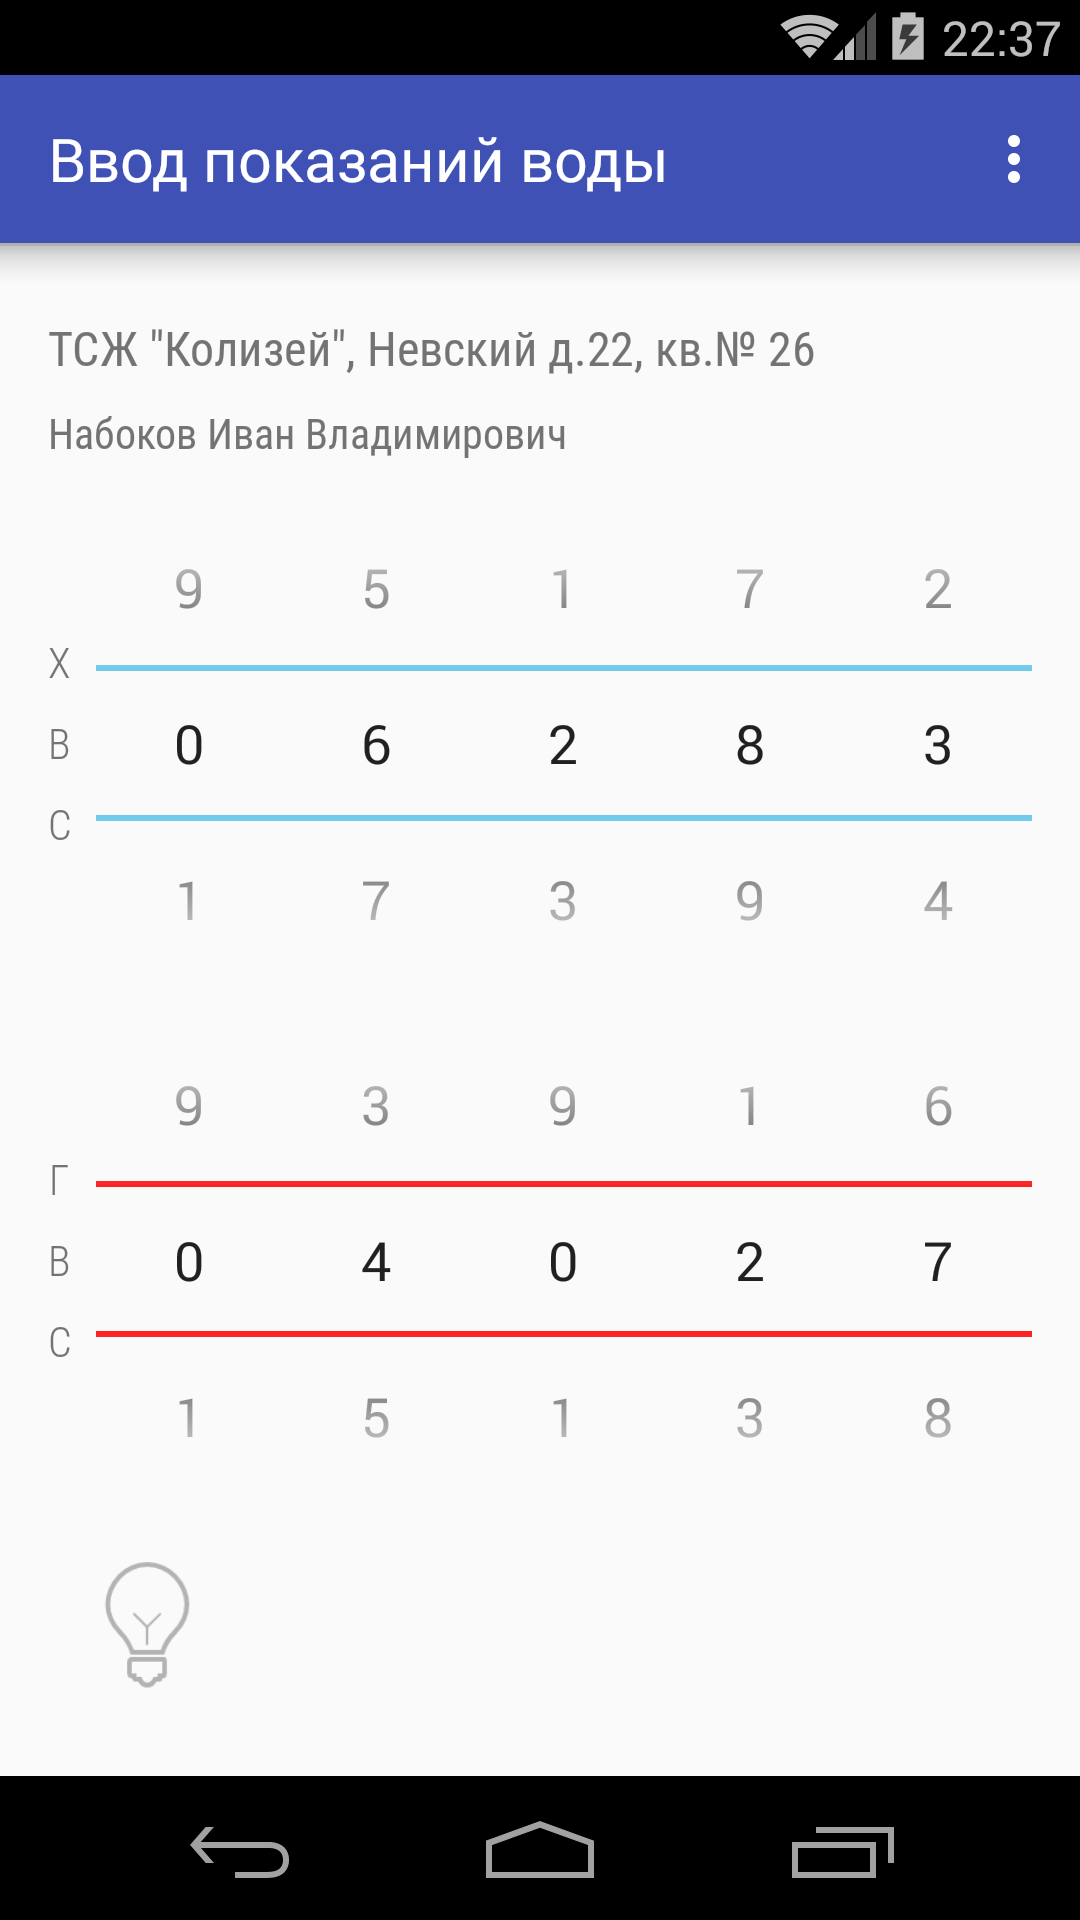 22:37
Ввод показаний воды
ТСЖ "Колизей", Невский д.22, кв.№ 26
Набоков Иван Владимирович
9 5 1 7 2
Х
В 0 6 2 8 3
С
1 7 3 9 4
9 3 9 1 6
Г
В 0 4 0 2 7
С
1 5 1 3 8